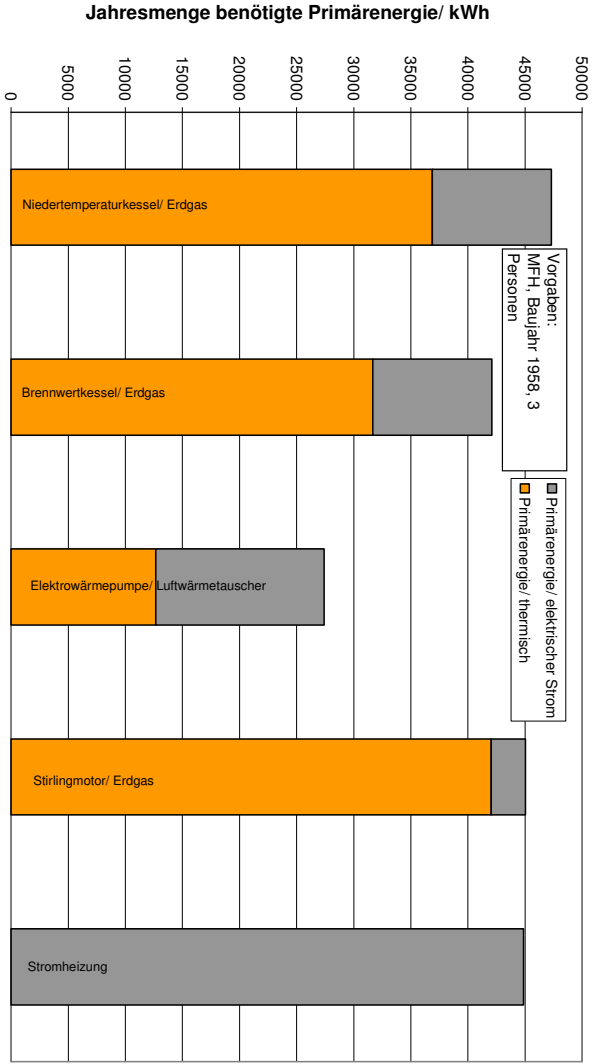 Jahresmenge benötigte Primärenergie/ kWh
0
5000
10000
15000
20000
25000
30000
35000
40000
45000
50000
Niedertemperaturkessel/ Erdgas
Brennwertkessel/ Erdgas
Elektrowärmepumpe/ Luftwärmetauscher
Stirlingmotor/ Erdgas
Stromheizung
Vorgaben:
MFH, Baujahr 1958, 3
Personen
Primärenergie/ elektrischer Strom
Primärenergie/ thermisch